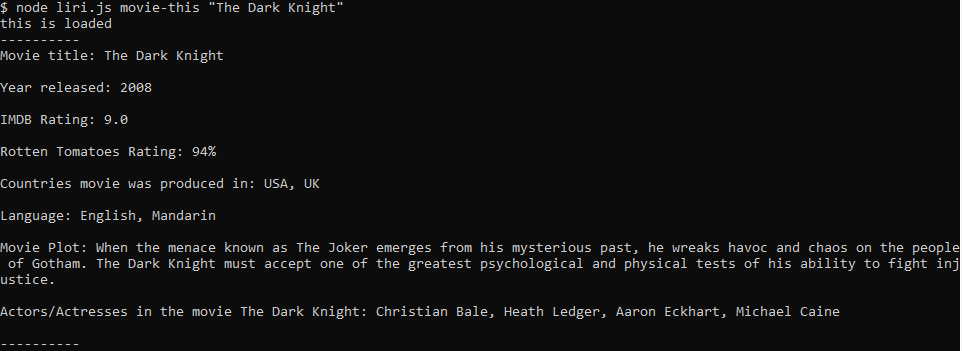 $ node liri.js movie-this "The Dark Knight"
this is loaded
----------
Movie title: The Dark Knight
Year released: 2008
IMDB Rating: 9.0
Rotten Tomatoes Rating: 94%
Countries movie was produced in: USA, UK
Language: English, Mandarin
Movie Plot: When the menace known as The Joker emerges from his mysterious past, he wreaks havoc and chaos on the people
 of Gotham. The Dark Knight must accept one of the greatest psychological and physical tests of his ability to fight inj
ustice.
Actors/Actresses in the movie The Dark Knight: Christian Bale, Heath Ledger, Aaron Eckhart, Michael Caine
----------